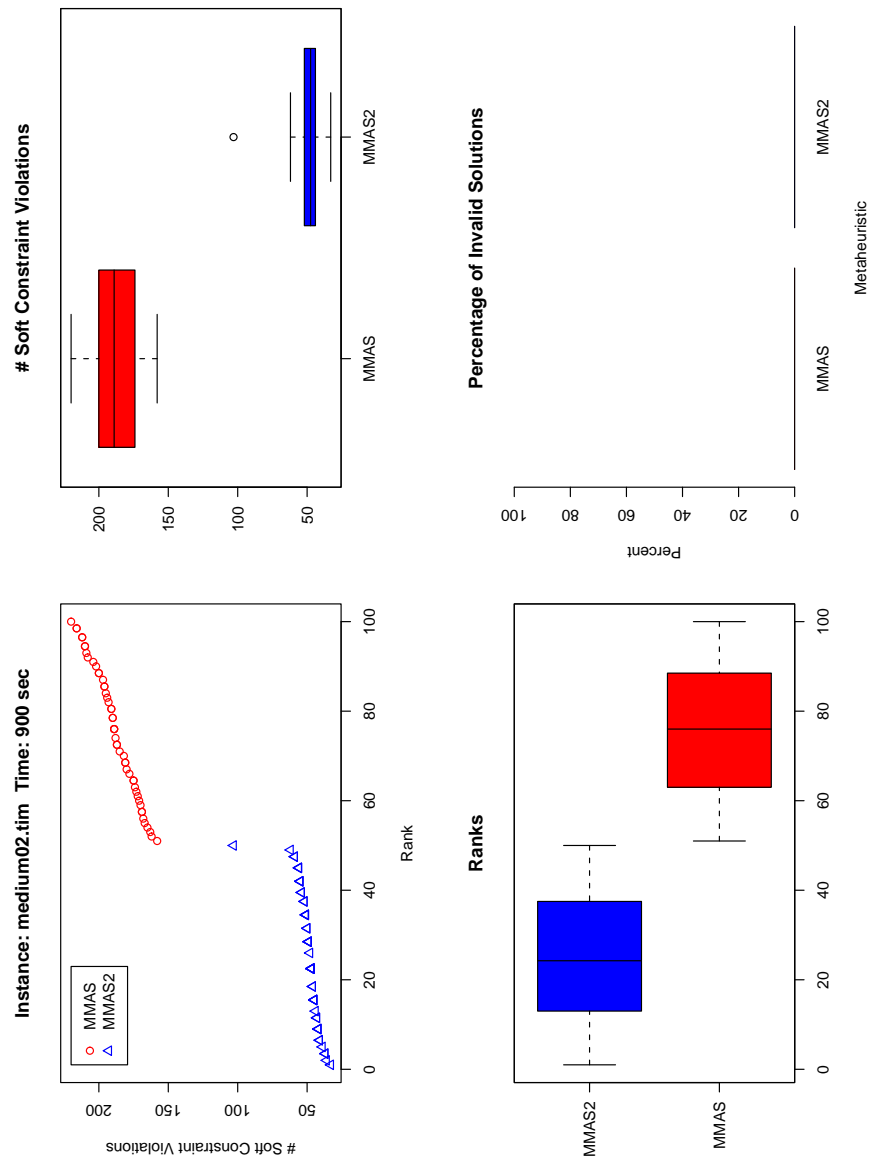 Instance: medium02.tim Time: 900 sec
# Soft Constraint Violations
50
100
150
200
0
20
40
60
80
100
Rank
MMAS
MMAS2
# Soft Constraint Violations
50
100
150
200
MMAS
MMAS2
Ranks
MMAS2
MMAS
0
20
40
60
80
100
Percentage of Invalid Solutions
Percent
0
20
40
60
80
100
MMAS
MMAS2
Metaheuristic